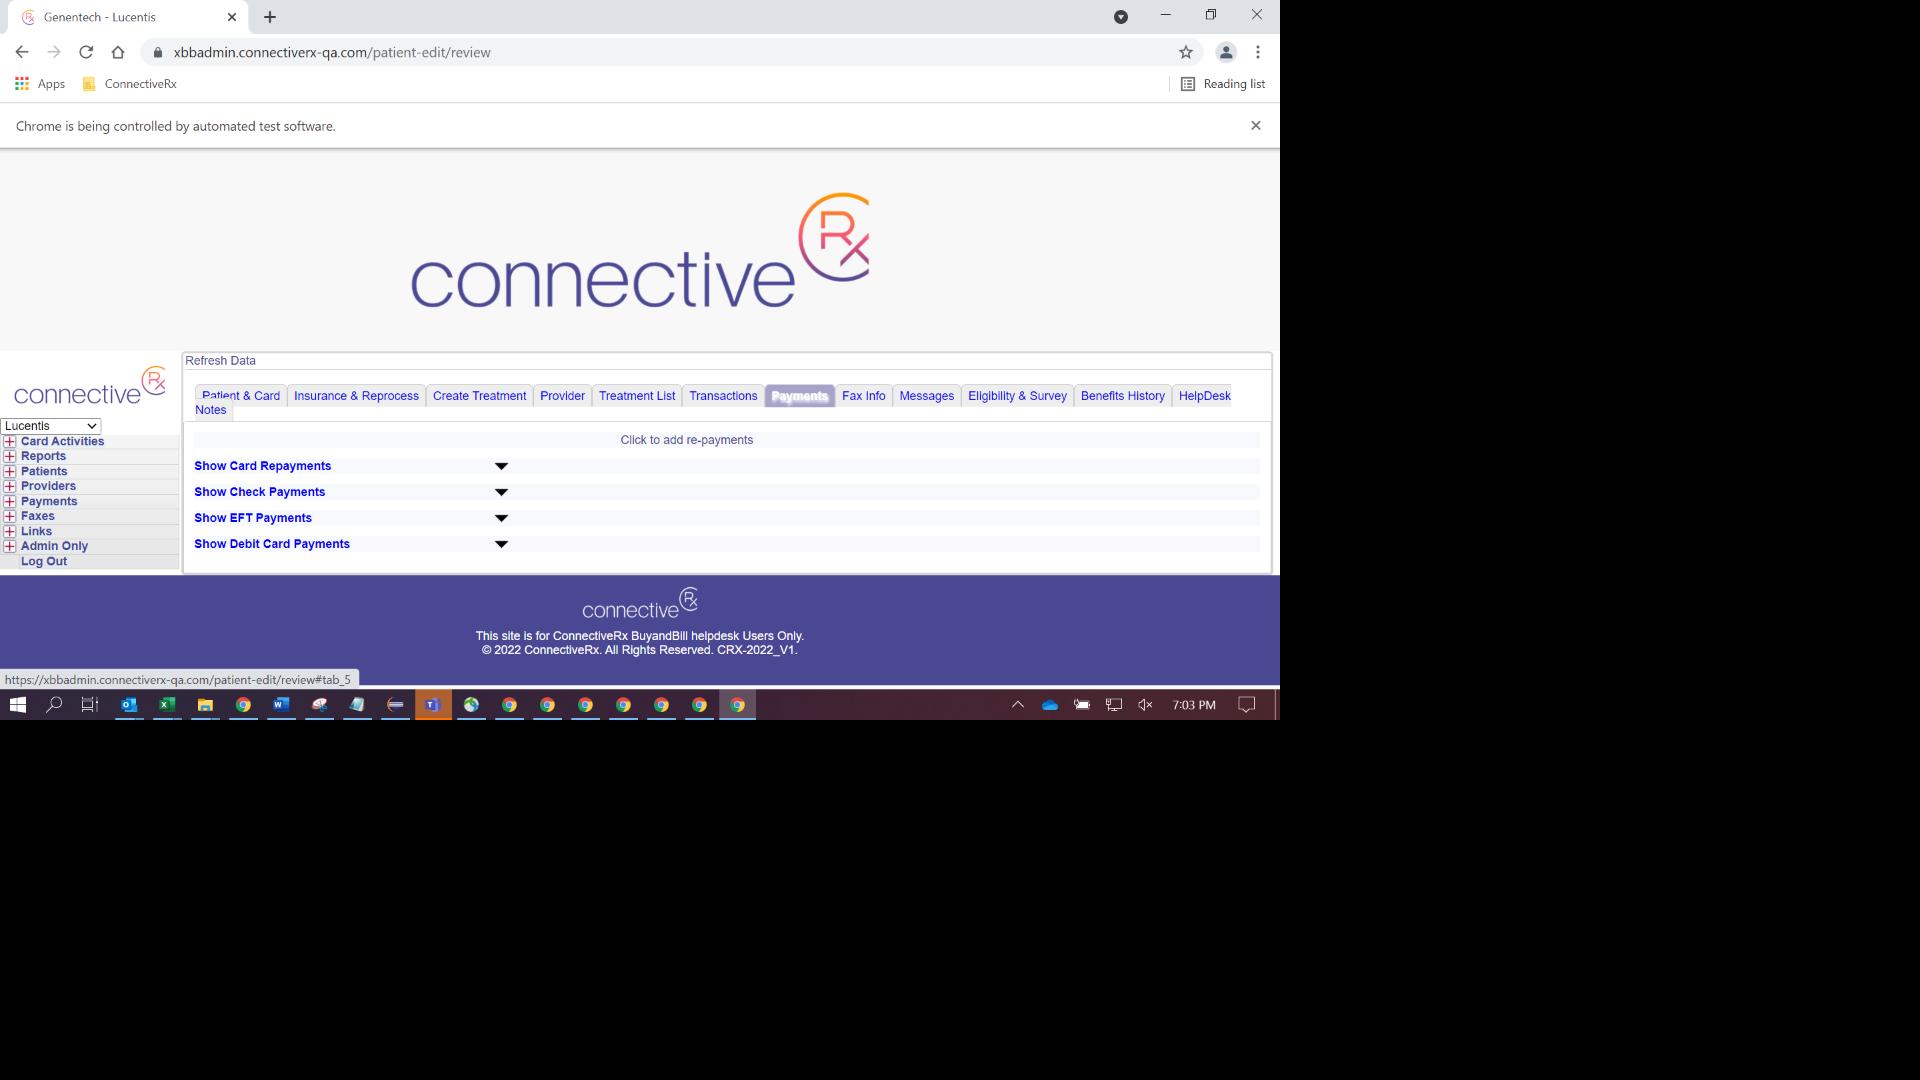 Genentech - Lucentis
xbbadmin.connectiverx-qa.com/patient-edit/review
Apps ConnectiveRx Reading list
Chrome is being controlled by automated test software.
connective Rx
connective Rx
Refresh Data
Patient & Card Insurance & Reprocess Create Treatment Provider Treatment List Transactions Payments Fax Info Messages Eligibility & Survey Benefits History HelpDesk
Notes
Lucentis
Card Activities
Reports
Patients
Providers
Payments
Faxes
Links
Admin Only
Log Out
Click to add re-payments
Show Card Repayments
Show Check Payments
Show EFT Payments
Show Debit Card Payments
connective Rx
This site is for ConnectiveRx BuyandBill helpdesk Users Only.
© 2022 ConnectiveRx. All Rights Reserved. CRX-2022_V1.
https://xbbadmin.connectiverx-qa.com/patient-edit/review#tab_5
7:03 PM